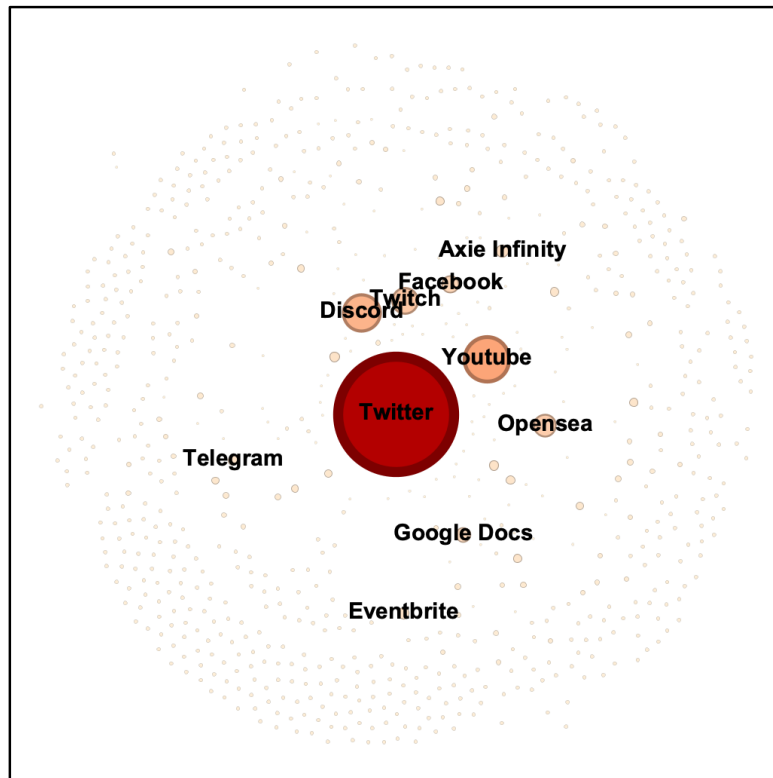 Axie Infinity
Facebook
Twitch
Discord
Youtube
Twitter
Opensea
Telegram
Google Docs
Eventbrite